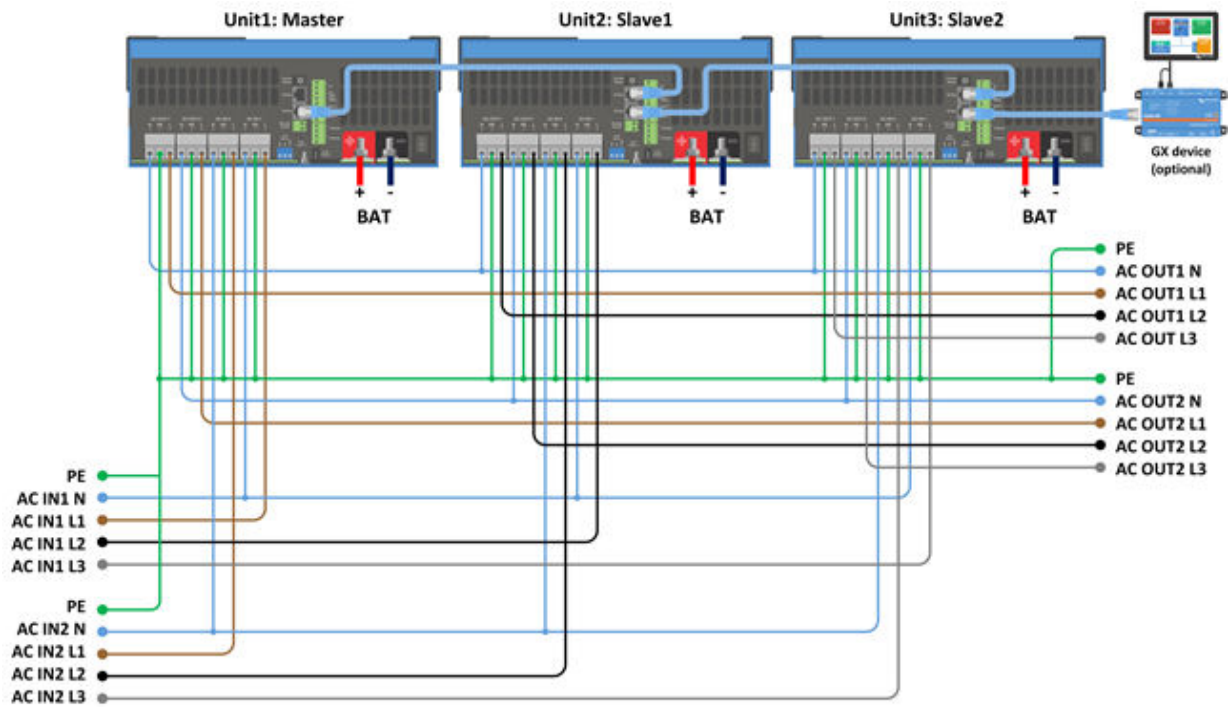 Unit1: Master
Unit2: Slave1
Unit3: Slave2
GX device
(optional)
+
-
BAT
+
-
BAT
+
-
BAT
PE
AC OUT1 N
AC OUT1 L1
AC OUT1 L2
AC OUT L3
PE
AC OUT2 N
AC OUT2 L1
AC OUT2 L2
AC OUT2 L3
PE
AC IN1 N
AC IN1 L1
AC IN1 L2
AC IN1 L3
PE
AC IN2 N
AC IN2 L1
AC IN2 L2
AC IN2 L3